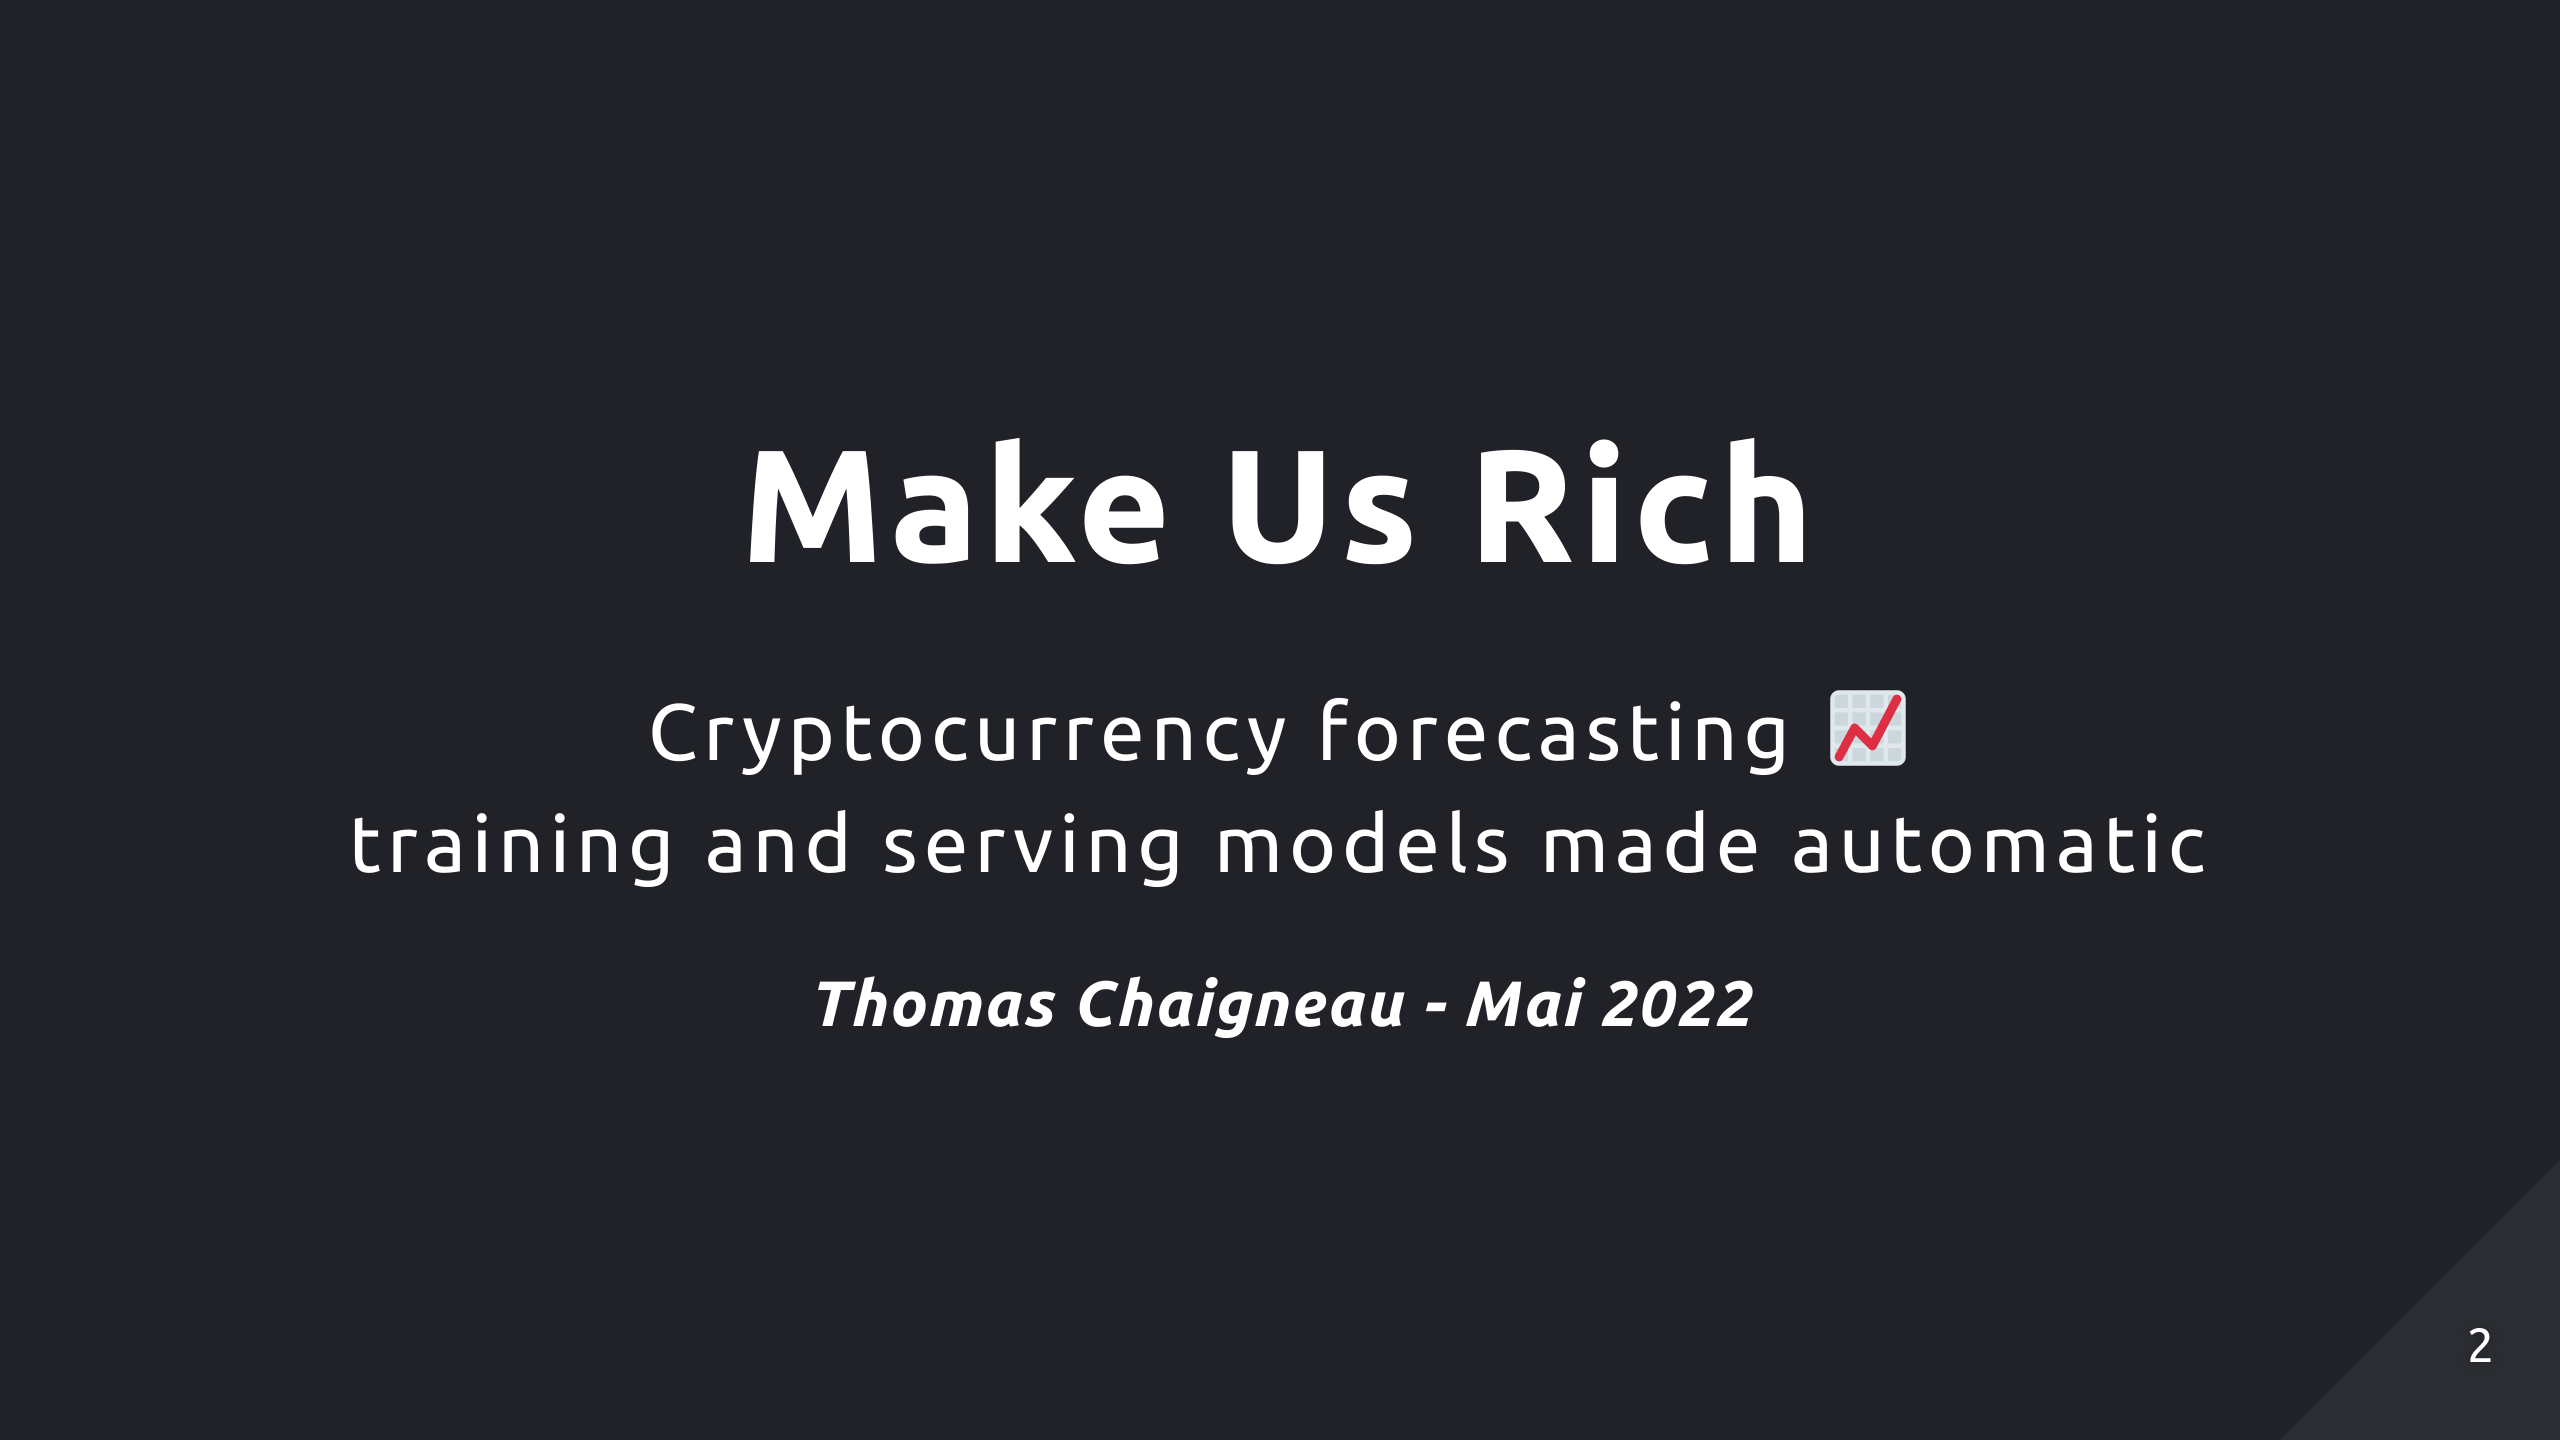 Make Us Rich
Cryptocurrency forecasting 📈
training and serving models made automatic
Thomas Chaigneau - Mai 2022
2